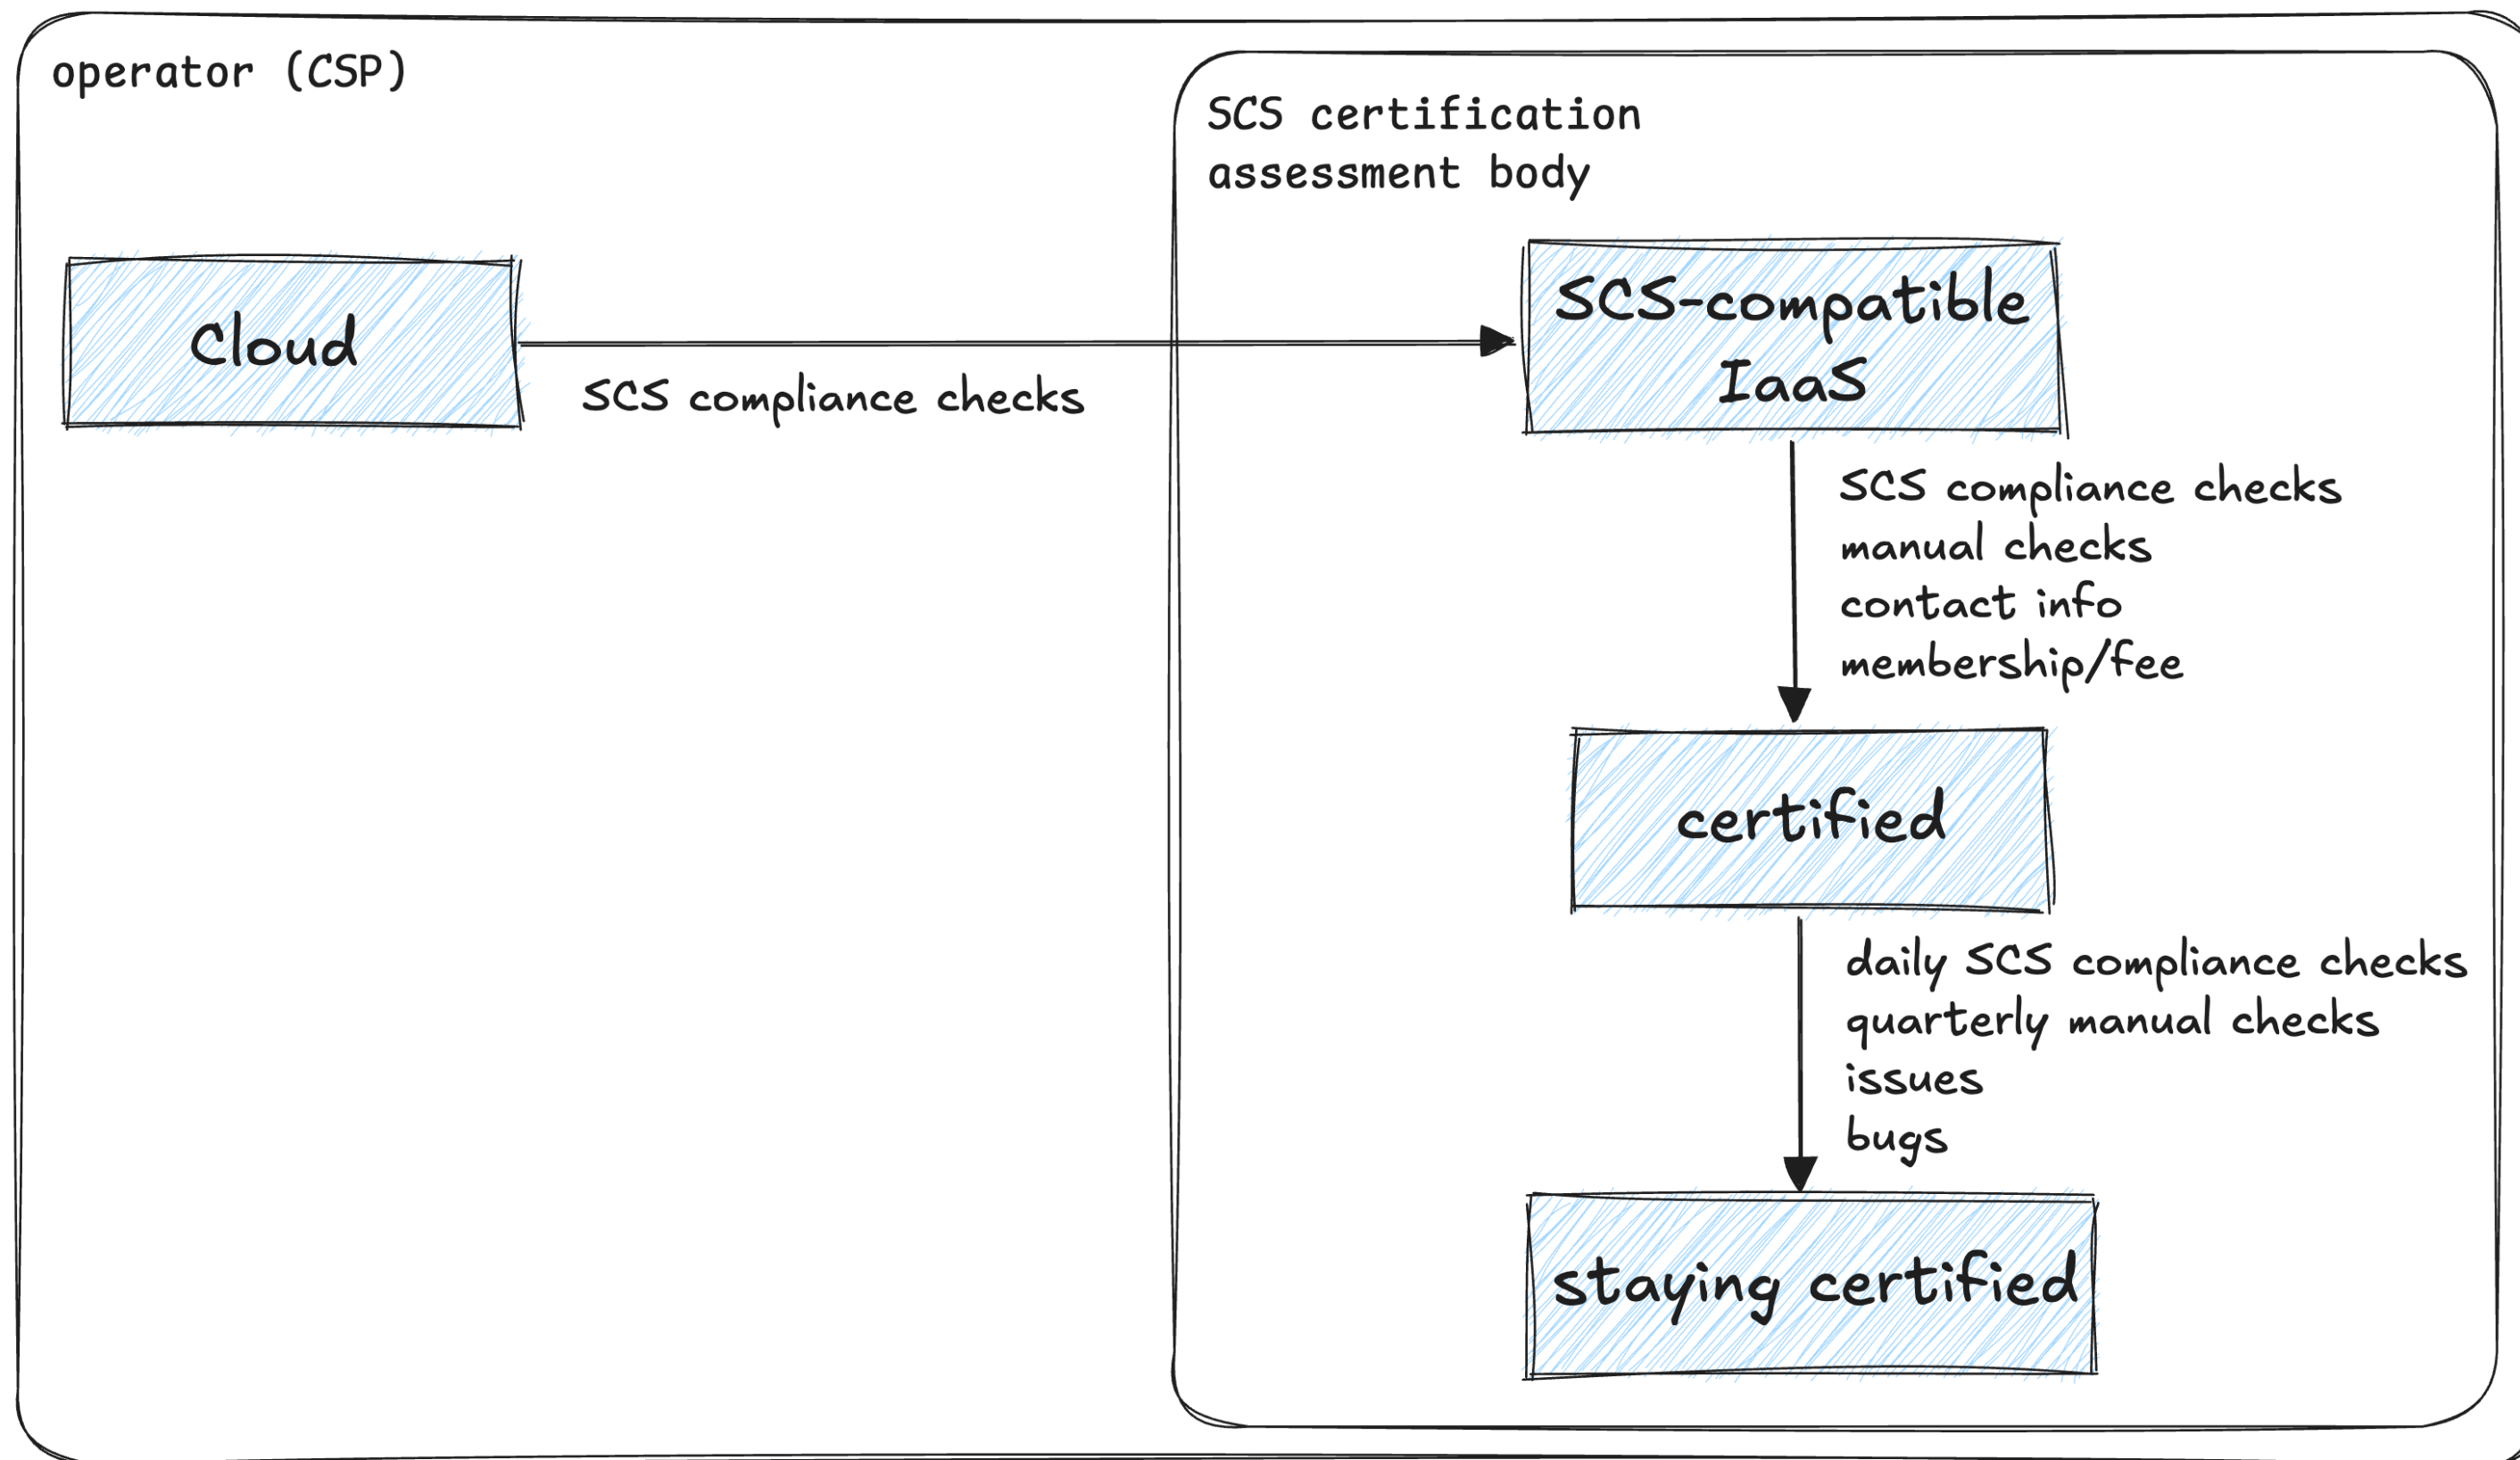 operator (CSP)
SCS certification
assessment body
Cloud
SCS compliance checks
SCS-compatible
IaaS
SCS compliance checks
manual checks
contact info
membership/fee
certified
daily SCS compliance checks
quarterly manual checks
issues
bugs
staying certified